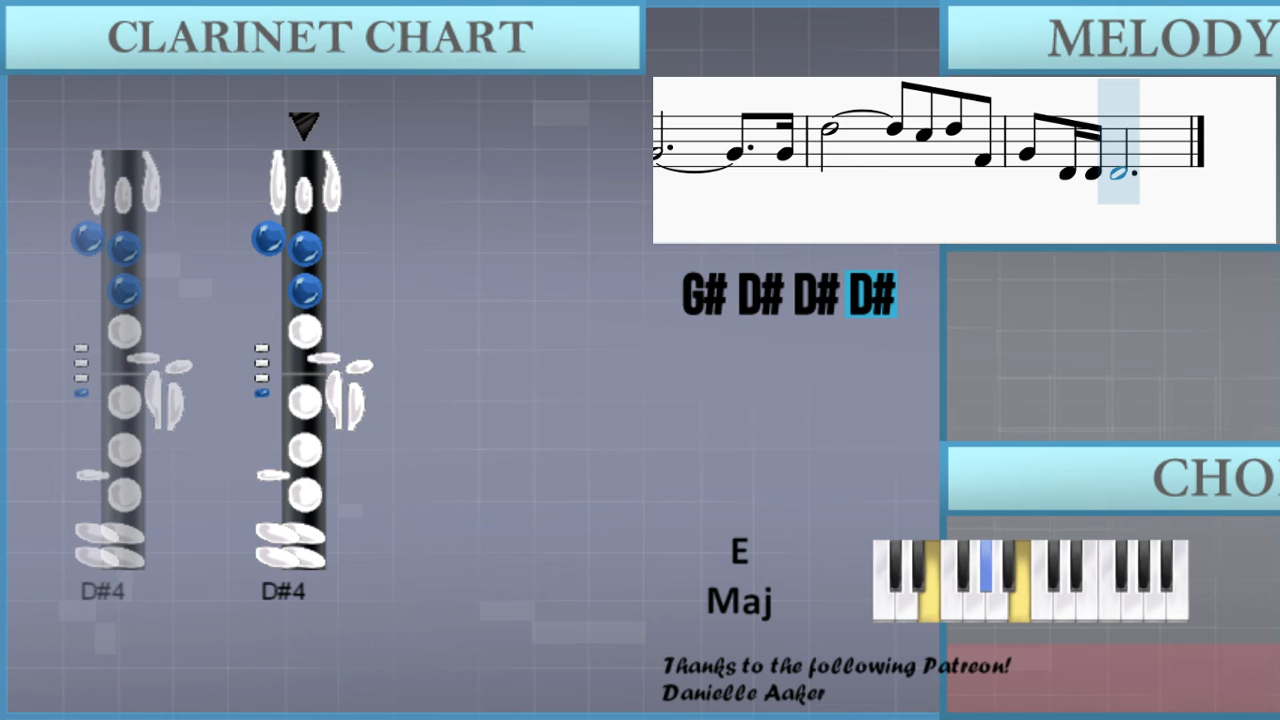 CLARINET CHART
MELODY
G# D# D# D#
D#4
D#4
CHO
E
Maj
Thanks to the following Patreon!
Danielle Aaker